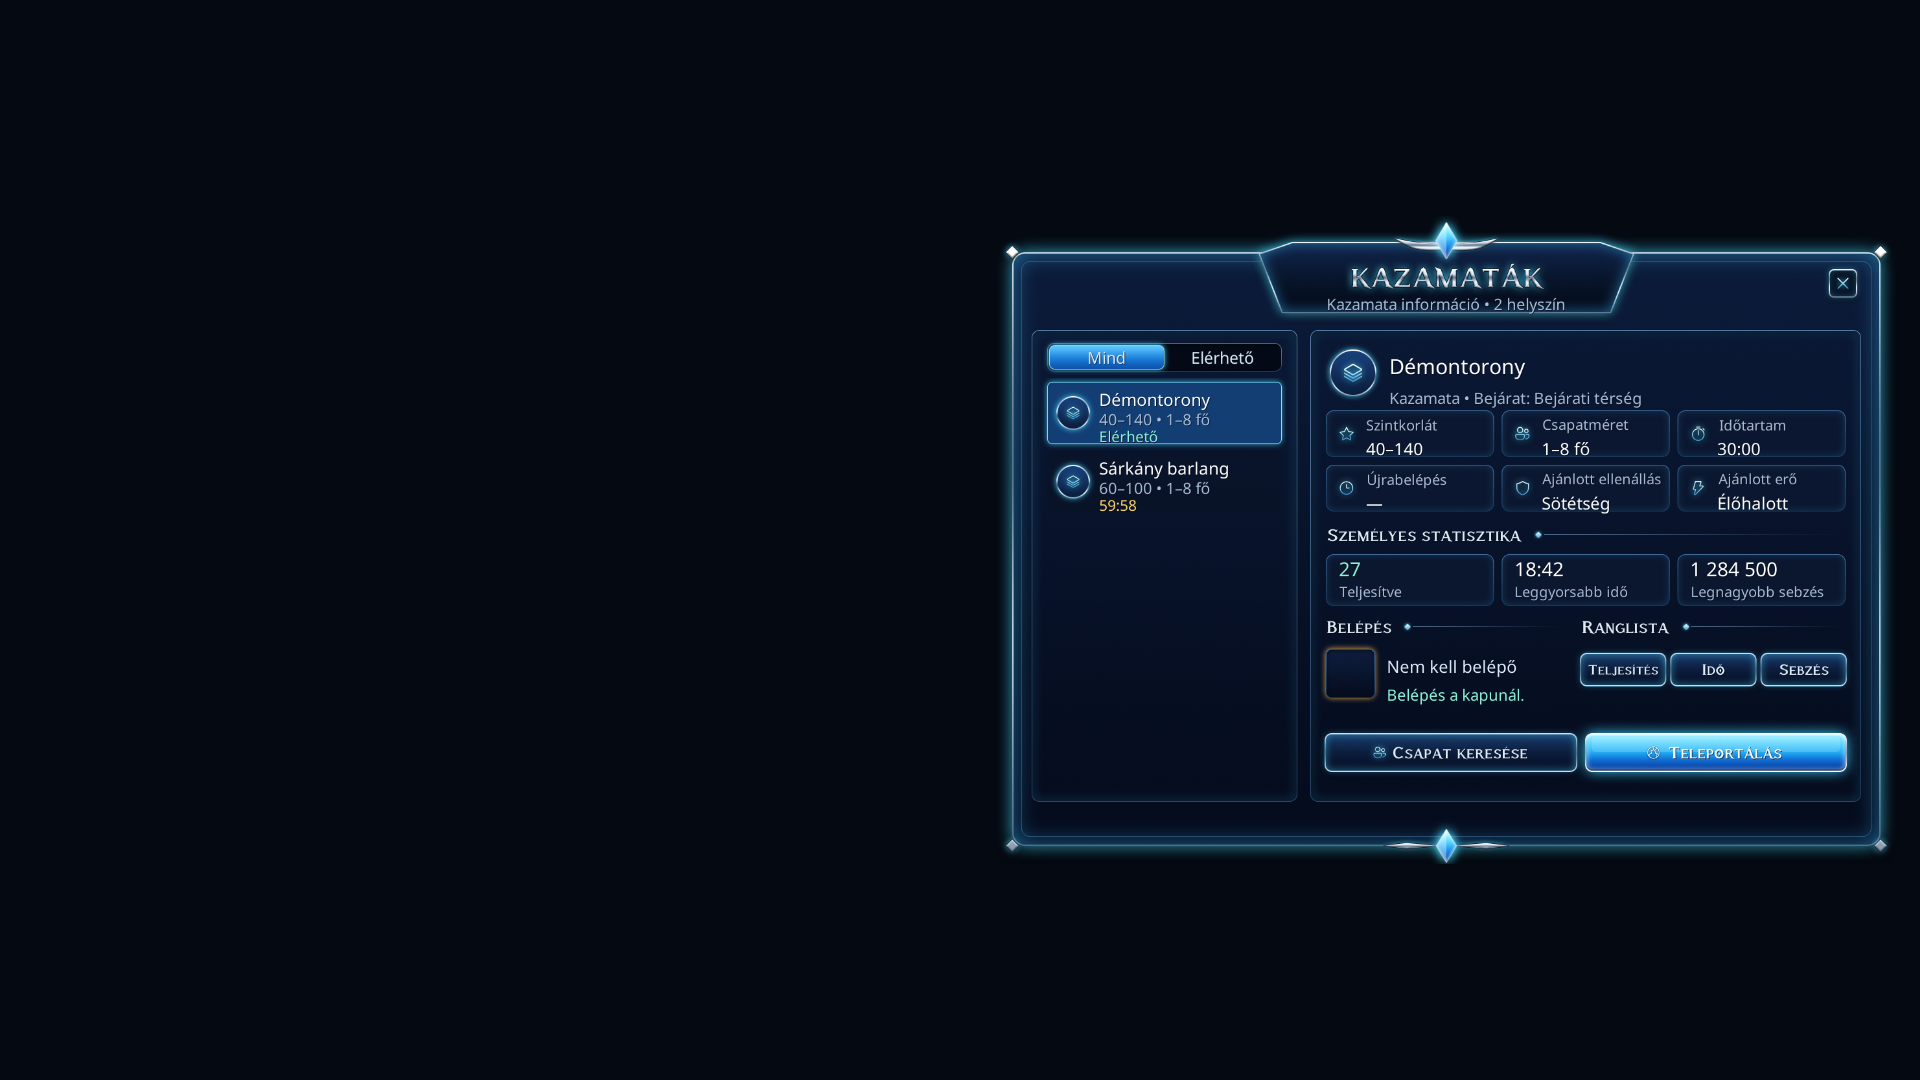 KAZAMATÁK
Kazamata információ • 2 helyszín
Mind
Elérhető
Démontorony
40–140 • 1–8 fő
Elérhető
Sárkány barlang
60–100 • 1–8 fő
59:58
Démontorony
Kazamata • Bejárat: Bejárati térség
Szintkorlát
40–140
Csapatméret
1–8 fő
Időtartam
30:00
Újrabelépés
—
Ajánlott ellenállás
Sötétség
Ajánlott erő
Élőhalott
Személyes statisztika
27
Teljesítve
18:42
Leggyorsabb idő
1 284 500
Legnagyobb sebzés
Belépés
Nem kell belépő
Belépés a kapunál.
Ranglista
Teljesítés
Idő
Sebzés
Csapat keresése
Teleportálás